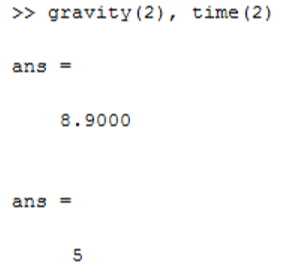 >> gravity(2), time(2)
ans =
8.9000
ans =
5